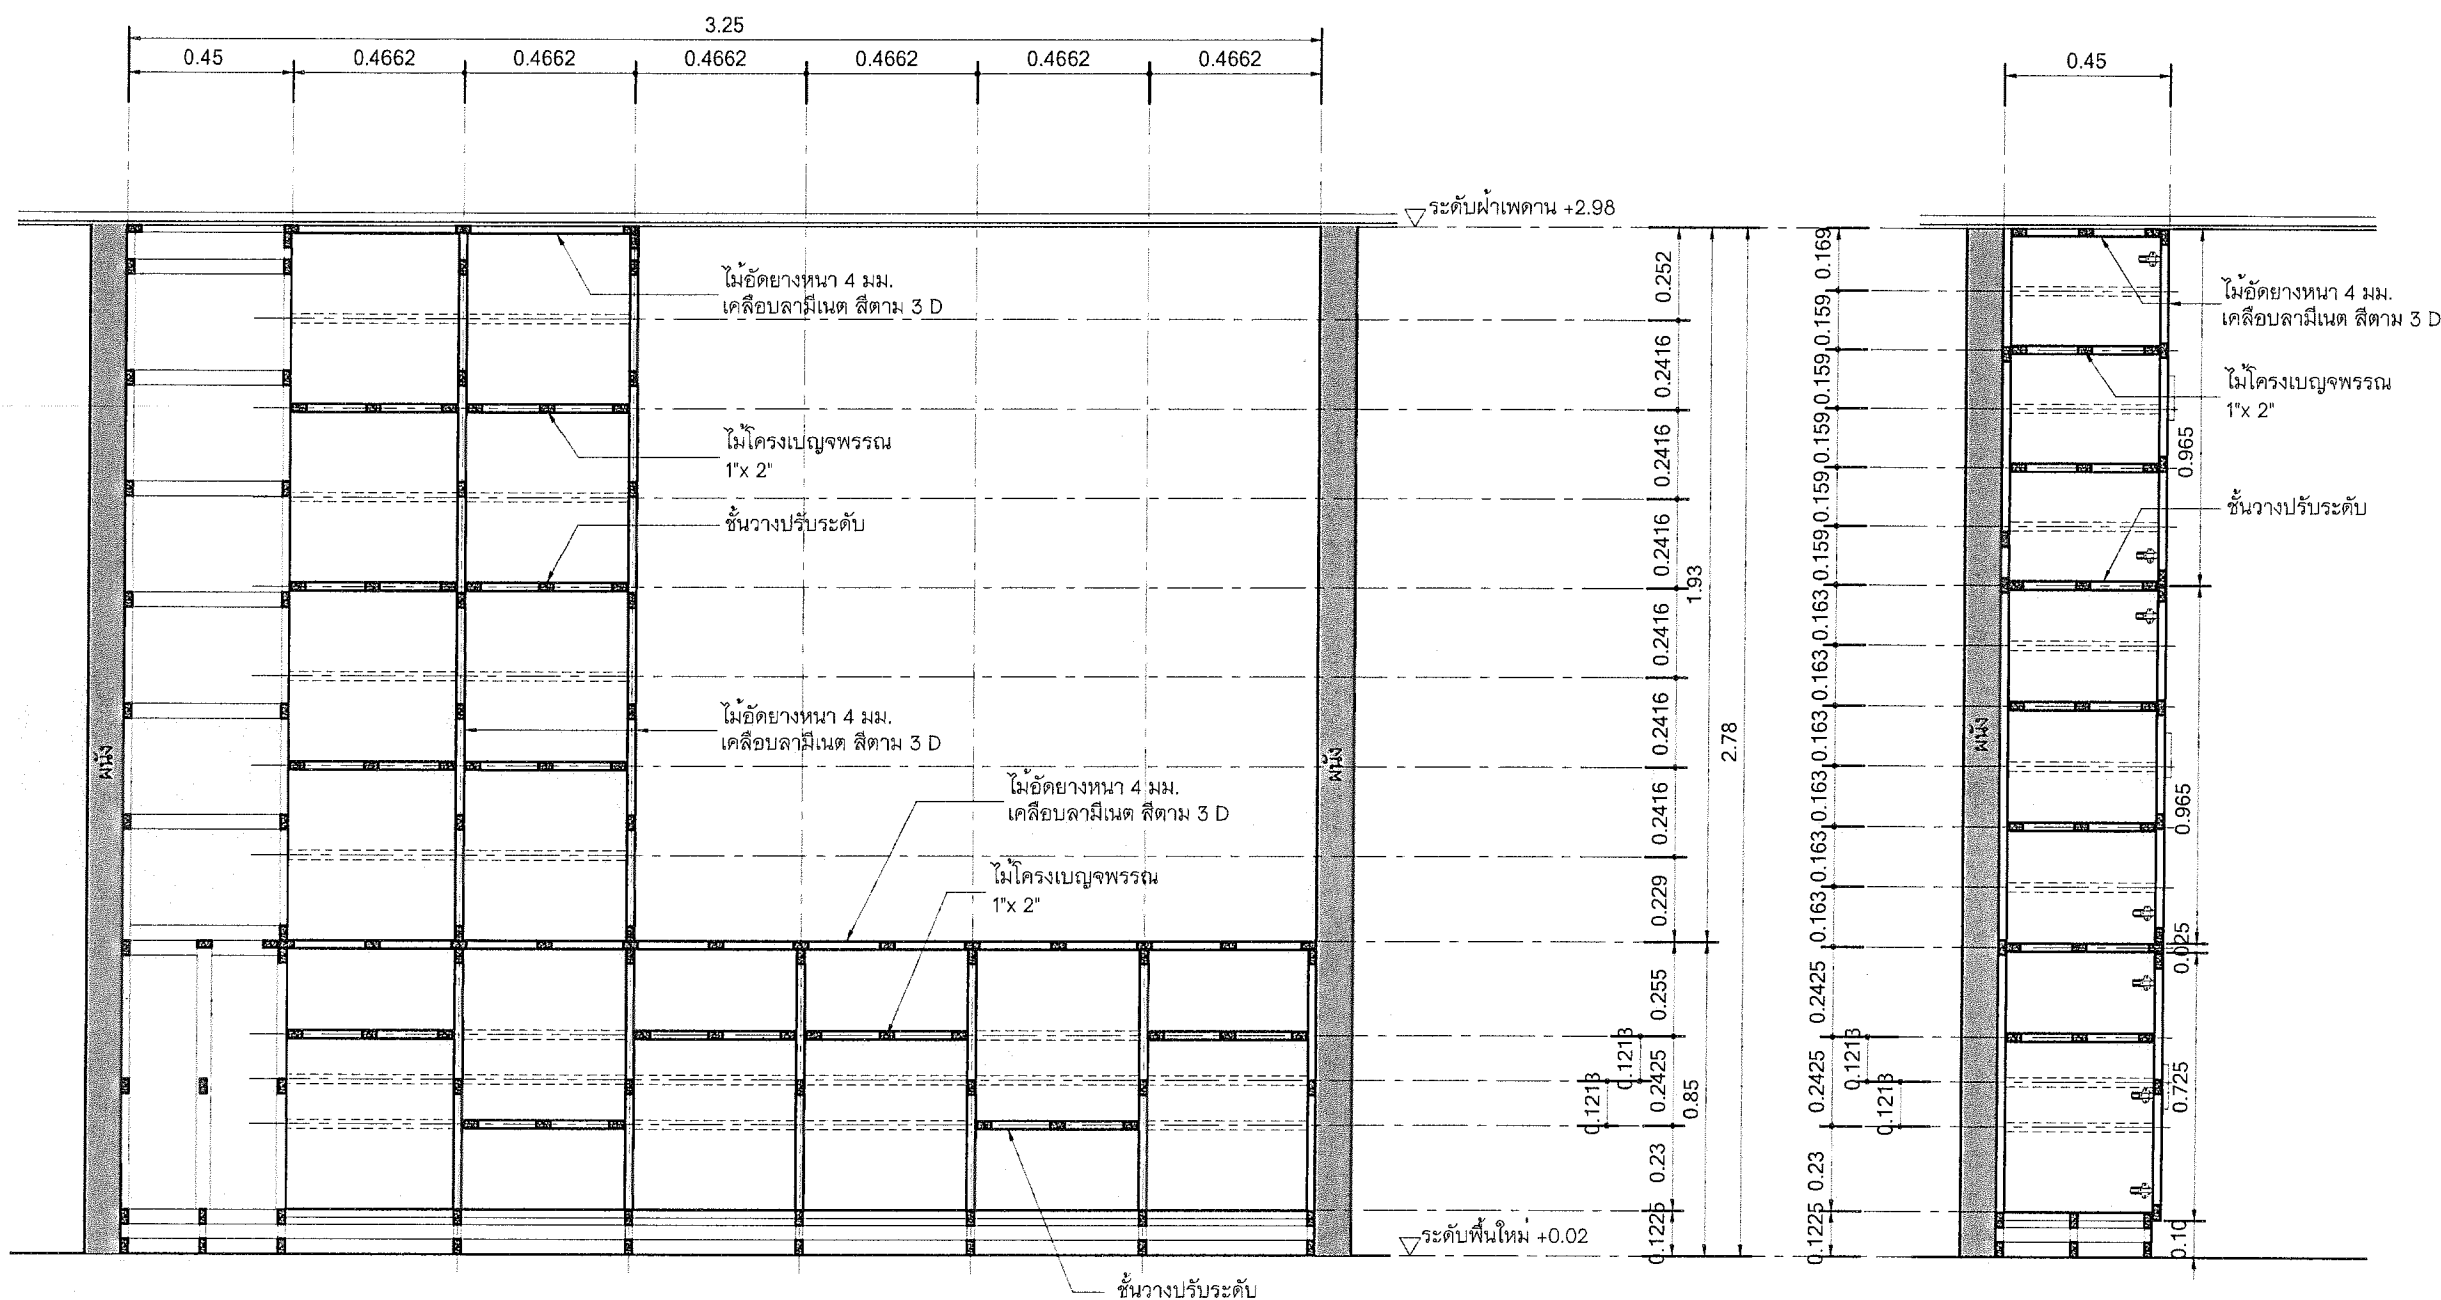 3.25
0.45 0.4662 0.4662 0.4662 0.4662 0.4662 0.4662
0.45
ระดับฝ้าเพดาน +2.98
ไม้อัดยางหนา 4 มม.
เคลือบลามีเนต สีตาม 3 D
ไม้โครงเบญจพรรณ
1"x 2"
ชั้นวางปรับระดับ
ไม้อัดยางหนา 4 มม.
เคลือบลามีเนต สีตาม 3 D
ไม้อัดยางหนา 4 มม.
เคลือบลามีเนต สีตาม 3 D
ไม้โครงเบญจพรรณ
1"x 2"
ชั้นวางปรับระดับ
ผนัง
ผนัง
ระดับพื้นใหม่ +0.02
0.252
0.2416
0.2416
0.2416
0.2416
0.2416
0.2416
0.229
0.255
0.2425
0.23
0.1225
0.1213
0.1213
1.93
0.85
2.78
0.169
0.159
0.159
0.159
0.159
0.159
0.163
0.163
0.163
0.163
0.163
0.163
0.2425
0.2425
0.23
0.1225
0.1213
0.1213
ผนัง
ไม้อัดยางหนา 4 มม.
เคลือบลามีเนต สีตาม 3 D
ไม้โครงเบญจพรรณ
1"x 2"
ชั้นวางปรับระดับ
0.965
0.965
0.025
0.725
0.10